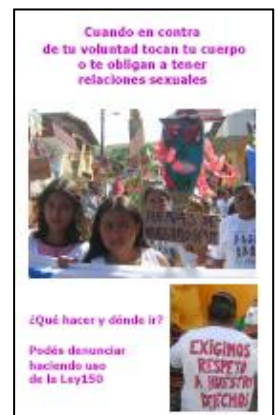 Cuando en contra
de tu voluntad tocan tu cuerpo
o te obligan a tener
relaciones sexuales
¿Qué hacer y dónde ir?
Podés denunciar
haciendo uso
de la Ley150
EXIGIMOS
RESPETO
A NUESTRO
DERECHOS